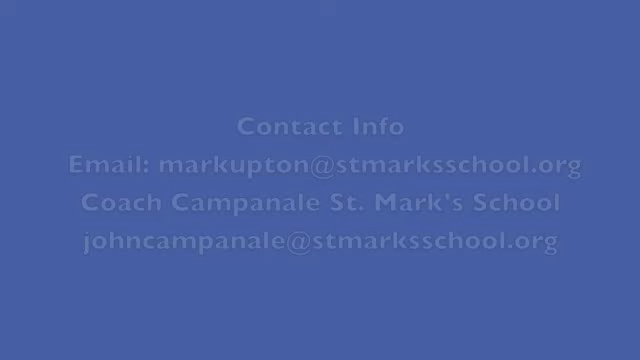 Contact Info
Email: markupton@stmarksschool.org
Coach Campanale St. Mark's School
johncampanale@stmarksschool.org